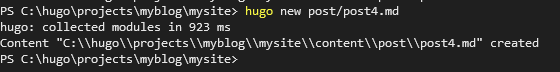 PS C:\hugo\projects\myblog\mysite> hugo new post/post4.md
hugo: collected modules in 923 ms
Content "C:\\hugo\\projects\\myblog\\mysite\\content\\post\\post4.md" created
PS C:\hugo\projects\myblog\mysite>